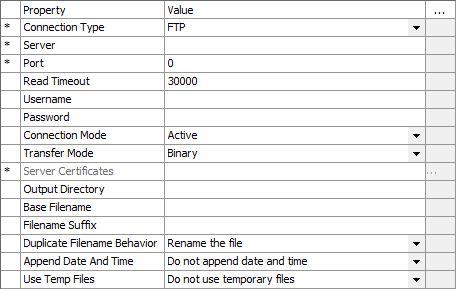 Property Value ...
* Connection Type FTP
* Server
* Port 0
Read Timeout 30000
Username
Password
Connection Mode Active
Transfer Mode Binary
* Server Certificates ...
Output Directory
Base Filename
Filename Suffix
Duplicate Filename Behavior Rename the file
Append Date And Time Do not append date and time
Use Temp Files Do not use temporary files